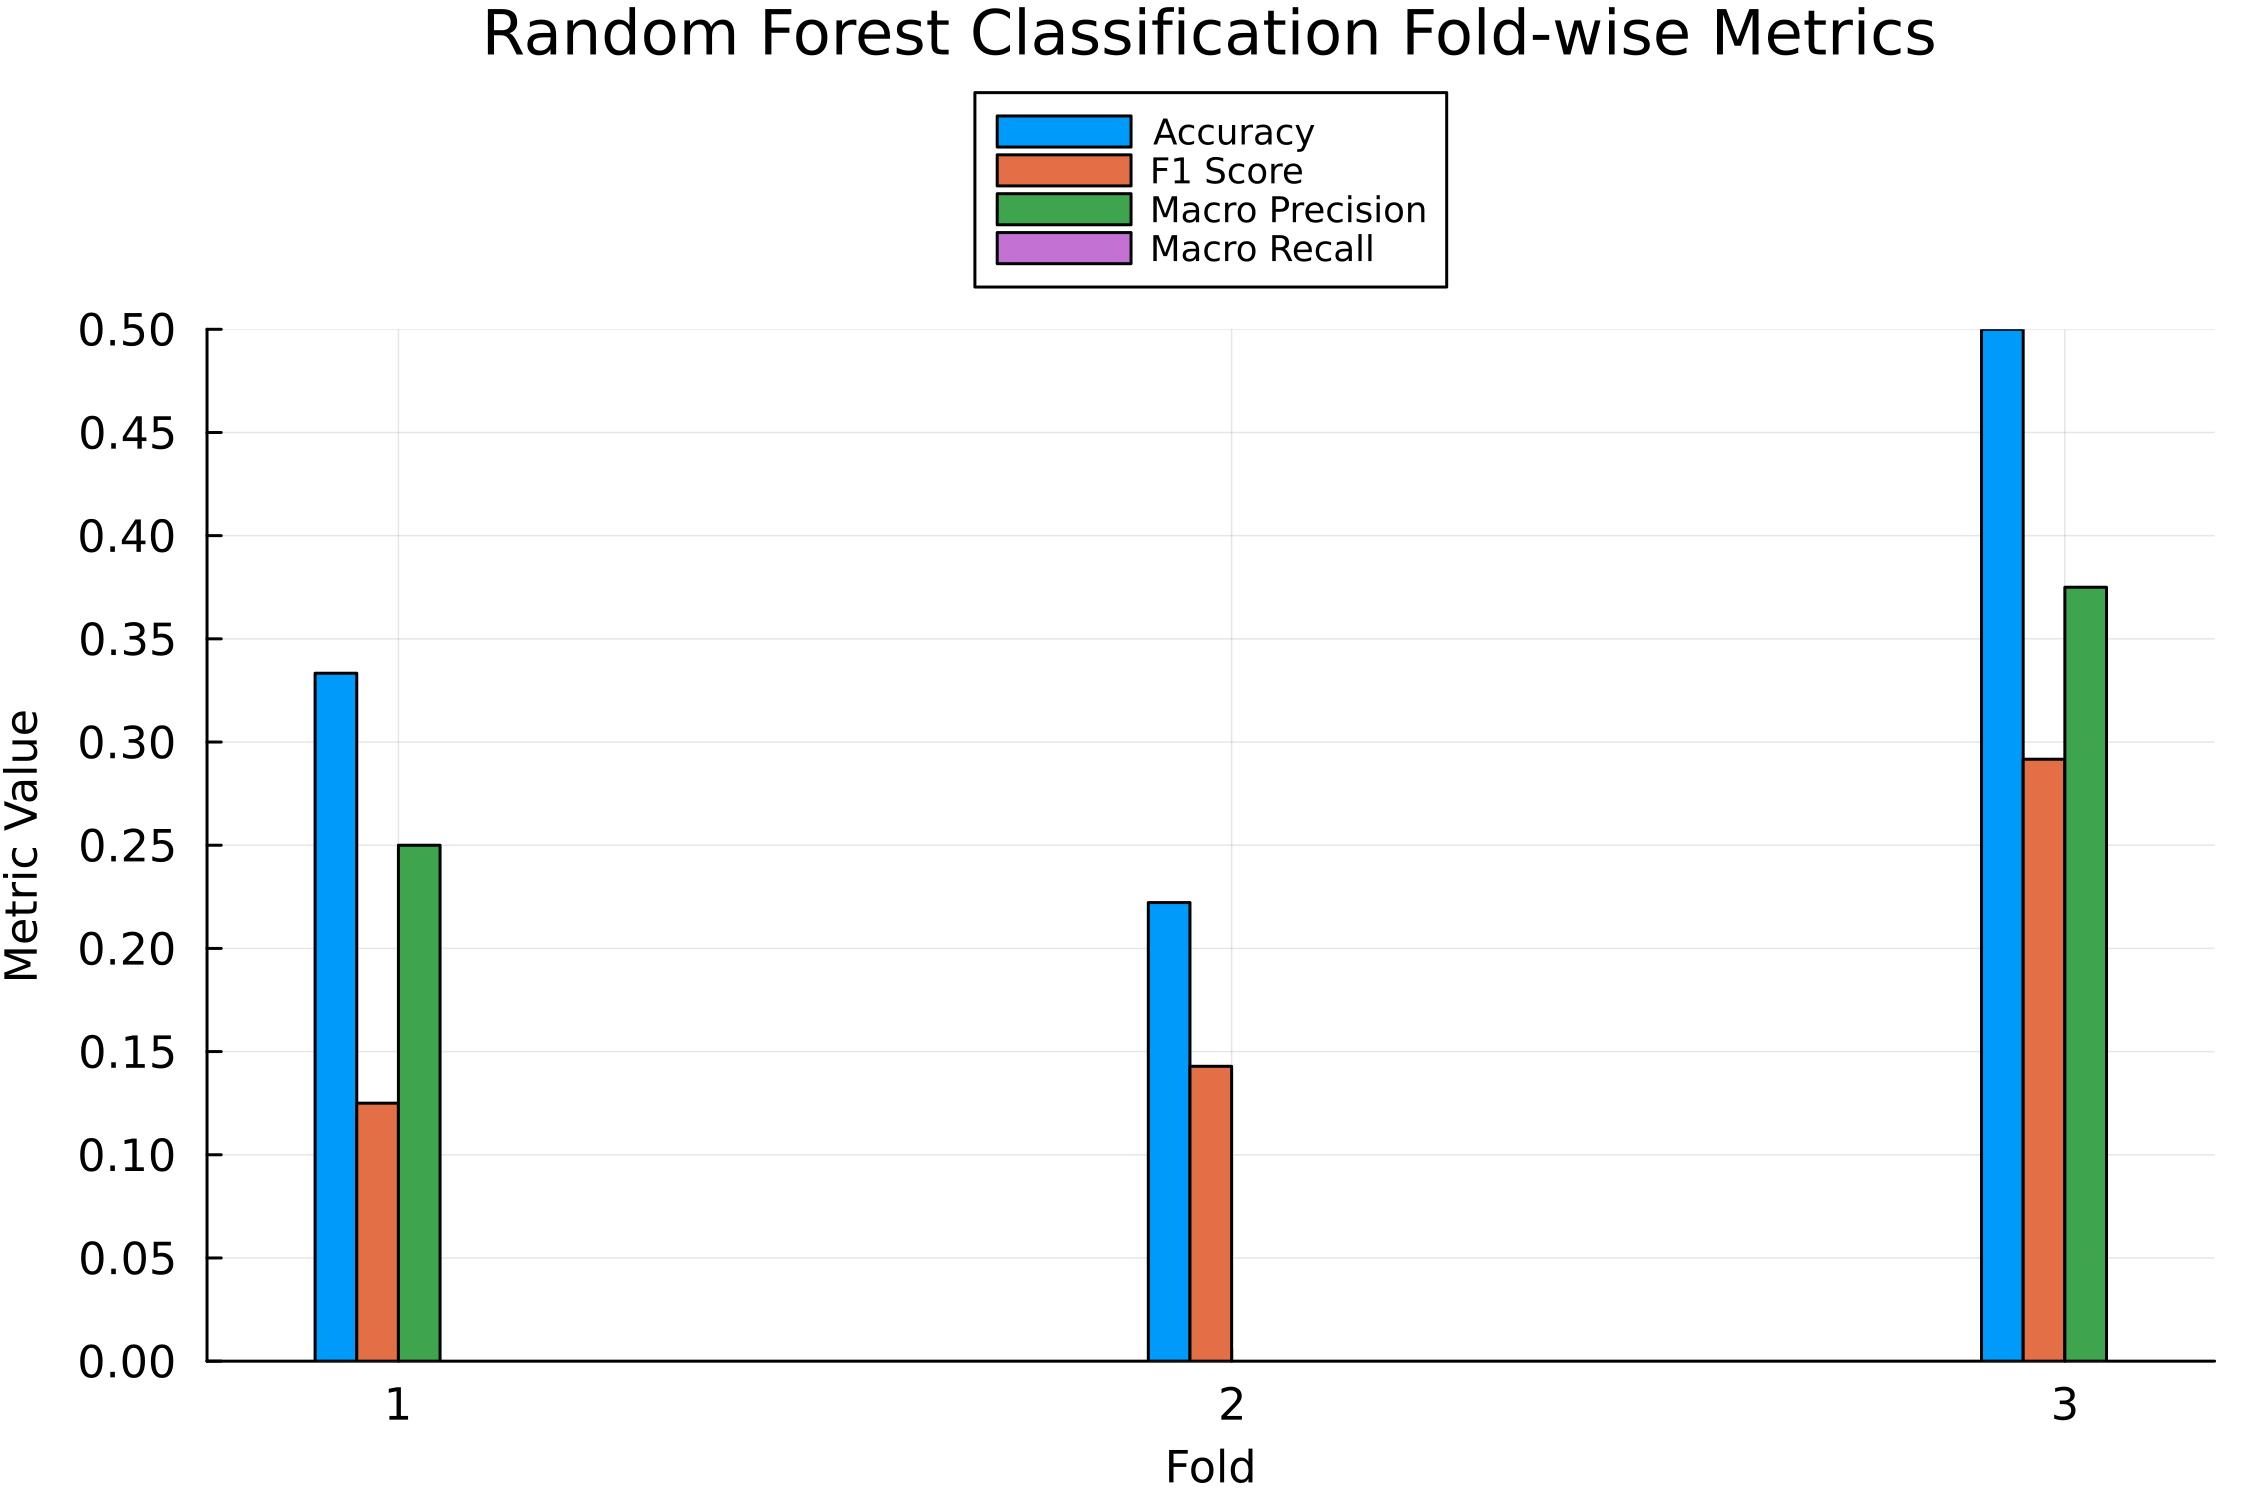 Random Forest Classification Fold-wise Metrics
Accuracy
F1 Score
Macro Precision
Macro Recall
0.50
0.45
0.40
0.35
0.30
0.25
0.20
0.15
0.10
0.05
0.00
Metric Value
1 2 3
Fold